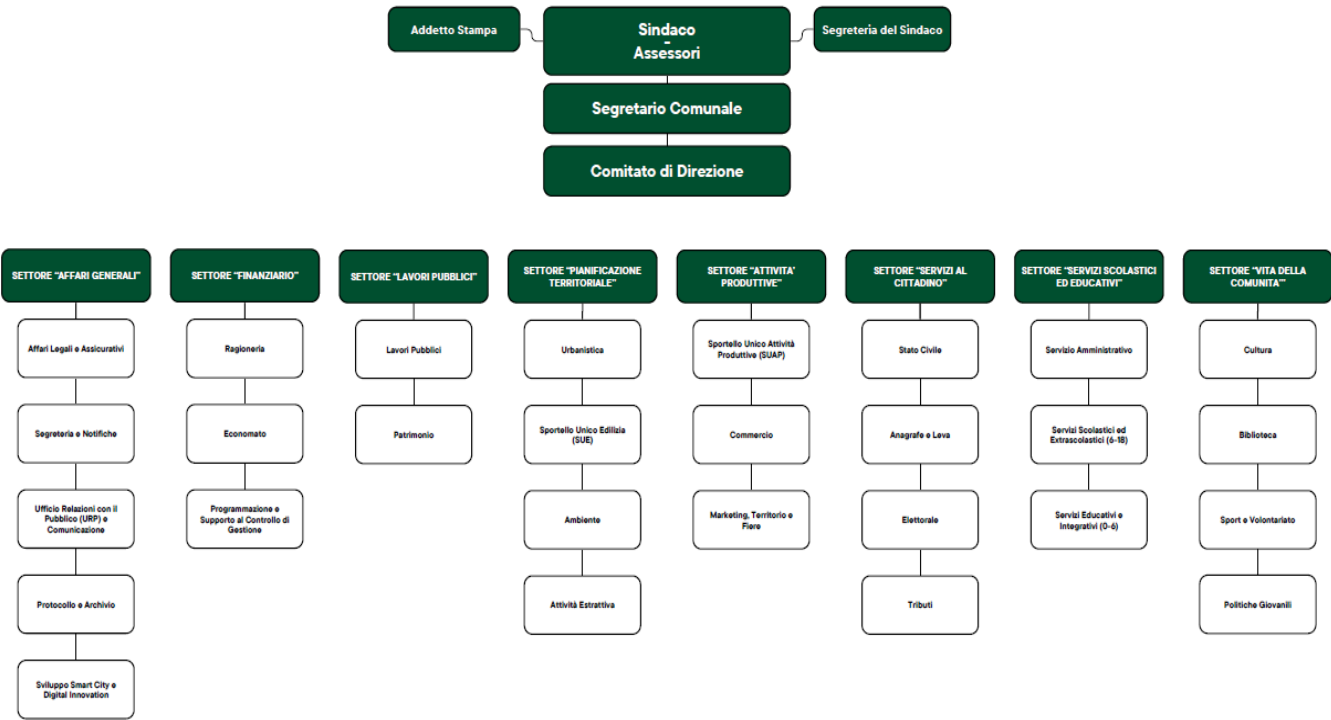 Addetto Stampa
Sindaco
-
Assessori
Segreteria del Sindaco
Segretario Comunale
Comitato di Direzione
SETTORE "AFFARI GENERALI"
Affari Legali e Assicurativi
Segreteria e Notifiche
Ufficio Relazioni con il
Pubblico (URP) e
Comunicazione
Protocollo e Archivio
Sviluppo Smart City e
Digital Innovation
SETTORE "FINANZIARIO"
Ragioneria
Economato
Programmazione e
Supporto al Controllo di
Gestione
SETTORE "LAVORI PUBBLICI"
Lavori Pubblici
Patrimonio
SETTORE "PIANIFICAZIONE
TERRITORIALE"
Urbanistica
Sportello Unico Edilizia
(SUE)
Ambiente
Attività Estrattiva
SETTORE "ATTIVITA'
PRODUTTIVE"
Sportello Unico Attività
Produttive (SUAP)
Commercio
Marketing, Territorio e
Fiere
SETTORE "SERVIZI AL
CITTADINO"
Stato Civile
Anagrafe e Leva
Elettorale
Tributi
SETTORE "SERVIZI SCOLASTICI
ED EDUCATIVI"
Servizio Amministrativo
Servizi Scolastici ed
Extrascolastici (6-18)
Servizi Educativi e
Integrativi (0-6)
SETTORE "VITA DELLA
COMUNITA'"
Cultura
Biblioteca
Sport e Volontariato
Politiche Giovanili